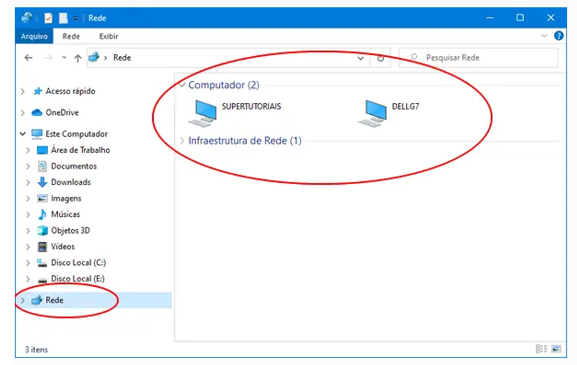 Rede
Arquivo Rede Exibir
Rede
Pesquisar Rede
Acesso rápido
OneDrive
Este Computador
Área de Trabalho
Documentos
Downloads
Imagens
Músicas
Objetos 3D
Vídeos
Disco Local (C:)
Disco Local (E:)
Rede
Computador (2)
SUPERTUTORIAIS DELLG7
Infraestrutura de Rede (1)
3 itens